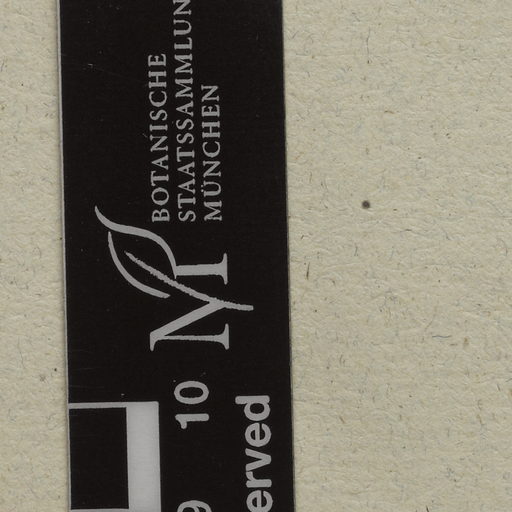 BOTANISCHE
STAATSSAMMLUN
MÜNCHEN
M
9 10
erved